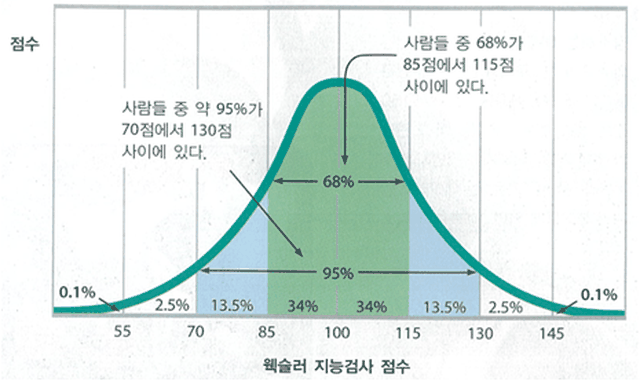 점수
사람들 중 68%가
85점에서 115점
사이에 있다.
사람들 중 약 95%가
70점에서 130점
사이에 있다.
68%
95%
0.1%
2.5%
13.5%
34%
34%
13.5%
2.5%
0.1%
55
70
85
100
115
130
145
웩슬러 지능검사 점수